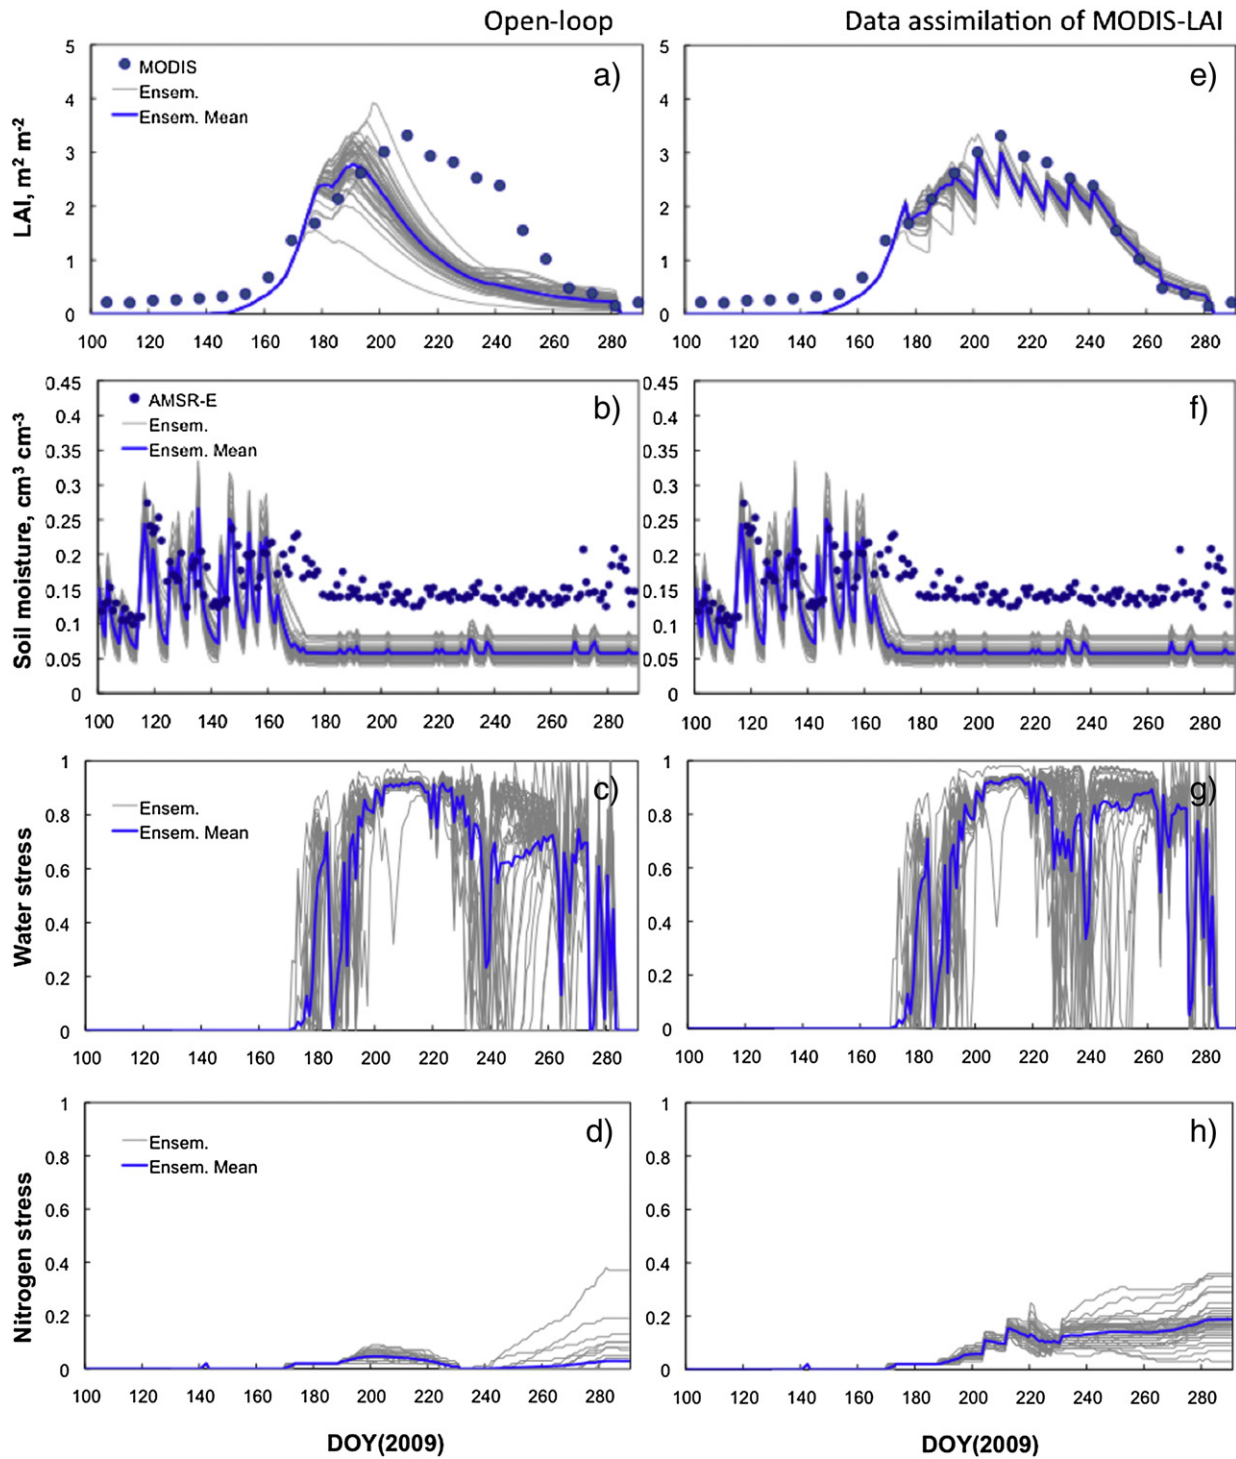 Open-loop
Data assimilation of MODIS-LAI
LAI, m² m⁻²
5
4
3
2
1
0
MODIS
Ensem.
Ensem. Mean
a)
100 120 140 160 180 200 220 240 260 280
5
4
3
2
1
0
e)
100 120 140 160 180 200 220 240 260 280
Soil moisture, cm³ cm⁻³
0.45
0.4
0.35
0.3
0.25
0.2
0.15
0.1
0.05
0
AMSR-E
Ensem.
Ensem. Mean
b)
100 120 140 160 180 200 220 240 260 280
0.45
0.4
0.35
0.3
0.25
0.2
0.15
0.1
0.05
0
f)
100 120 140 160 180 200 220 240 260 280
Water stress
1
0.8
0.6
0.4
0.2
0
Ensem.
Ensem. Mean
c)
100 120 140 160 180 200 220 240 260 280
1
0.8
0.6
0.4
0.2
0
g)
100 120 140 160 180 200 220 240 260 280
Nitrogen stress
1
0.8
0.6
0.4
0.2
0
Ensem.
Ensem. Mean
d)
100 120 140 160 180 200 220 240 260 280
DOY(2009)
1
0.8
0.6
0.4
0.2
0
h)
100 120 140 160 180 200 220 240 260 280
DOY(2009)